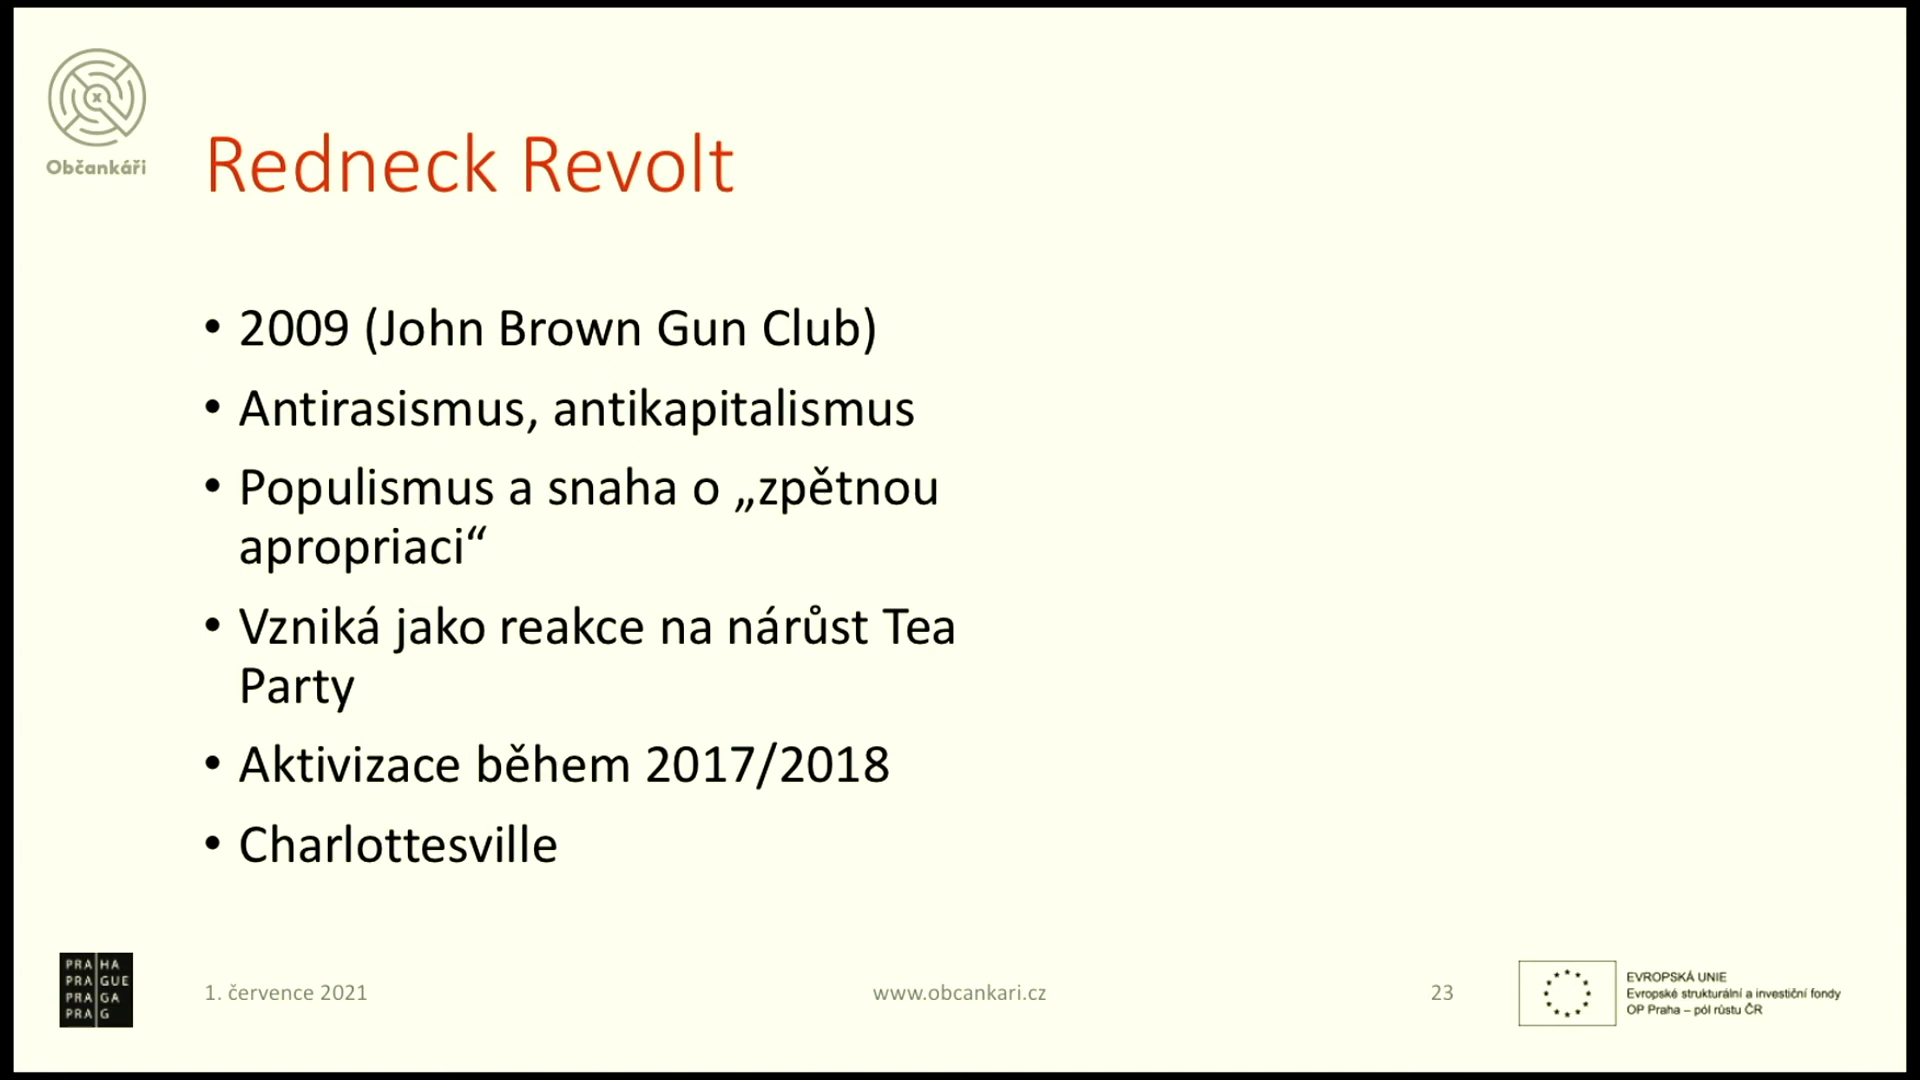 Občankáři
Redneck Revolt
• 2009 (John Brown Gun Club)
• Antirasismus, antikapitalismus
• Populismus a snaha o „zpětnou
apropriaci“
• Vzniká jako reakce na nárůst Tea
Party
• Aktivizace během 2017/2018
• Charlottesville
PRA HA
PRA GUE
PRA GA
PRA G
1. července 2021
www.obcankari.cz
23
EVROPSKÁ UNIE
Evropské strukturální a investiční fondy
OP Praha – pól růstu ČR